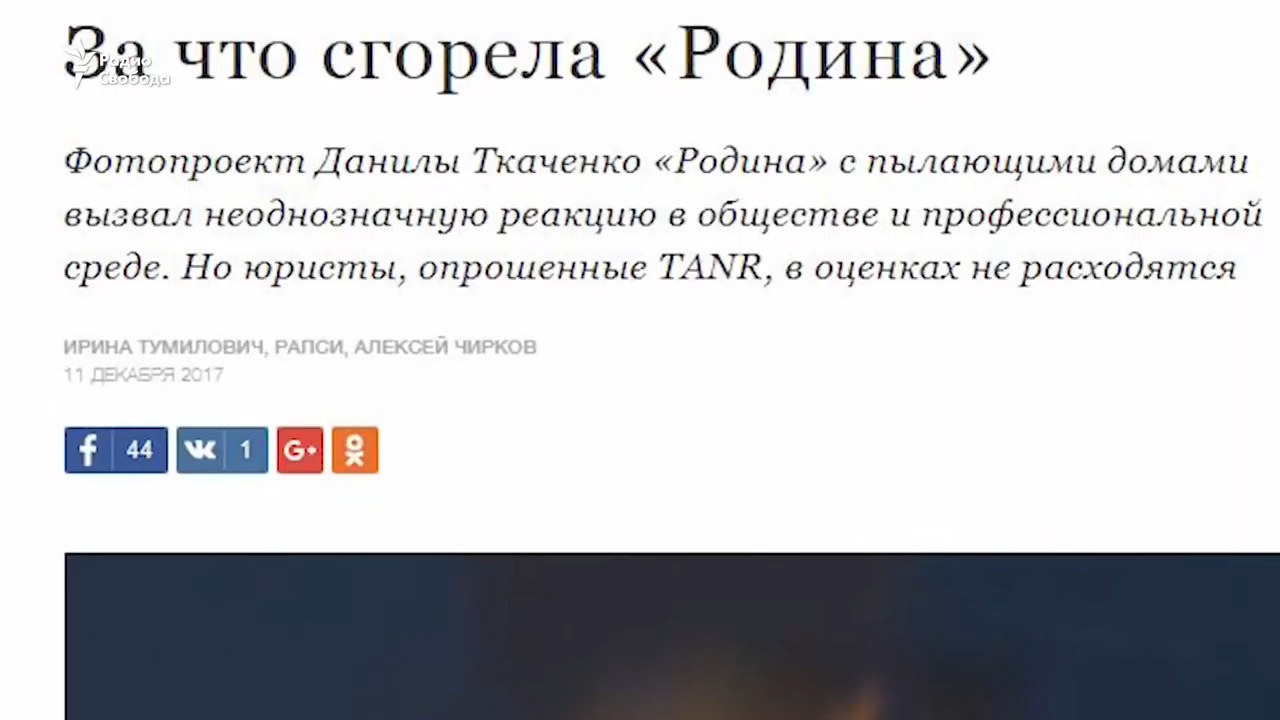 За что сгорела «Родина»
Радио
Свобода
Фотопроект Данилы Ткаченко «Родина» с пылающими домами
вызвал неоднозначную реакцию в обществе и профессиональной
среде. Но юристы, опрошенные TANR, в оценках не расходятся
ИРИНА ТУМИЛОВИЧ, РАПСИ, АЛЕКСЕЙ ЧИРКОВ
11 ДЕКАБРЯ 2017
44 1 G+